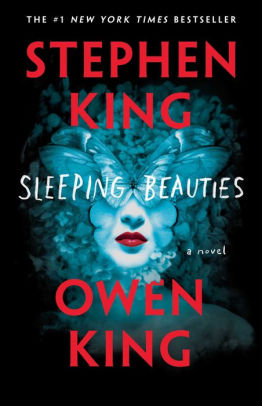 THE #1 NEW YORK TIMES BESTSELLER
STEPHEN
KING
SLEEPING BEAUTIES
a novel
OWEN
KING